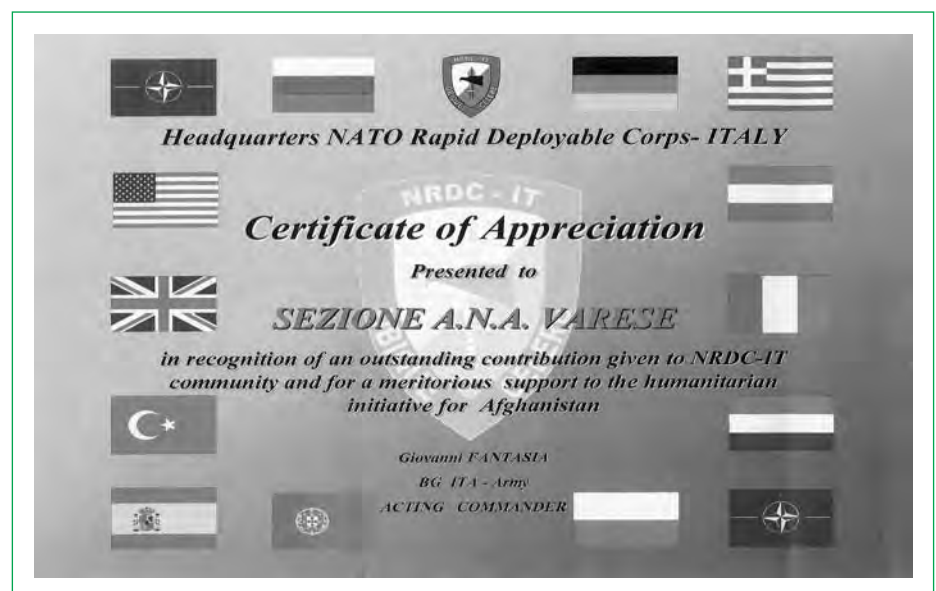 NRDC-IT
Headquarters NATO Rapid Deployable Corps- ITALY
NRDC - IT
Certificate of Appreciation
Presented to
SEZIONE A.N.A. VARESE
in recognition of an outstanding contribution given to NRDC-IT
community and for a meritorious support to the humanitarian
initiative for Afghanistan
Giovanni FANTASIA
BG ITA - Army
ACTING COMMANDER